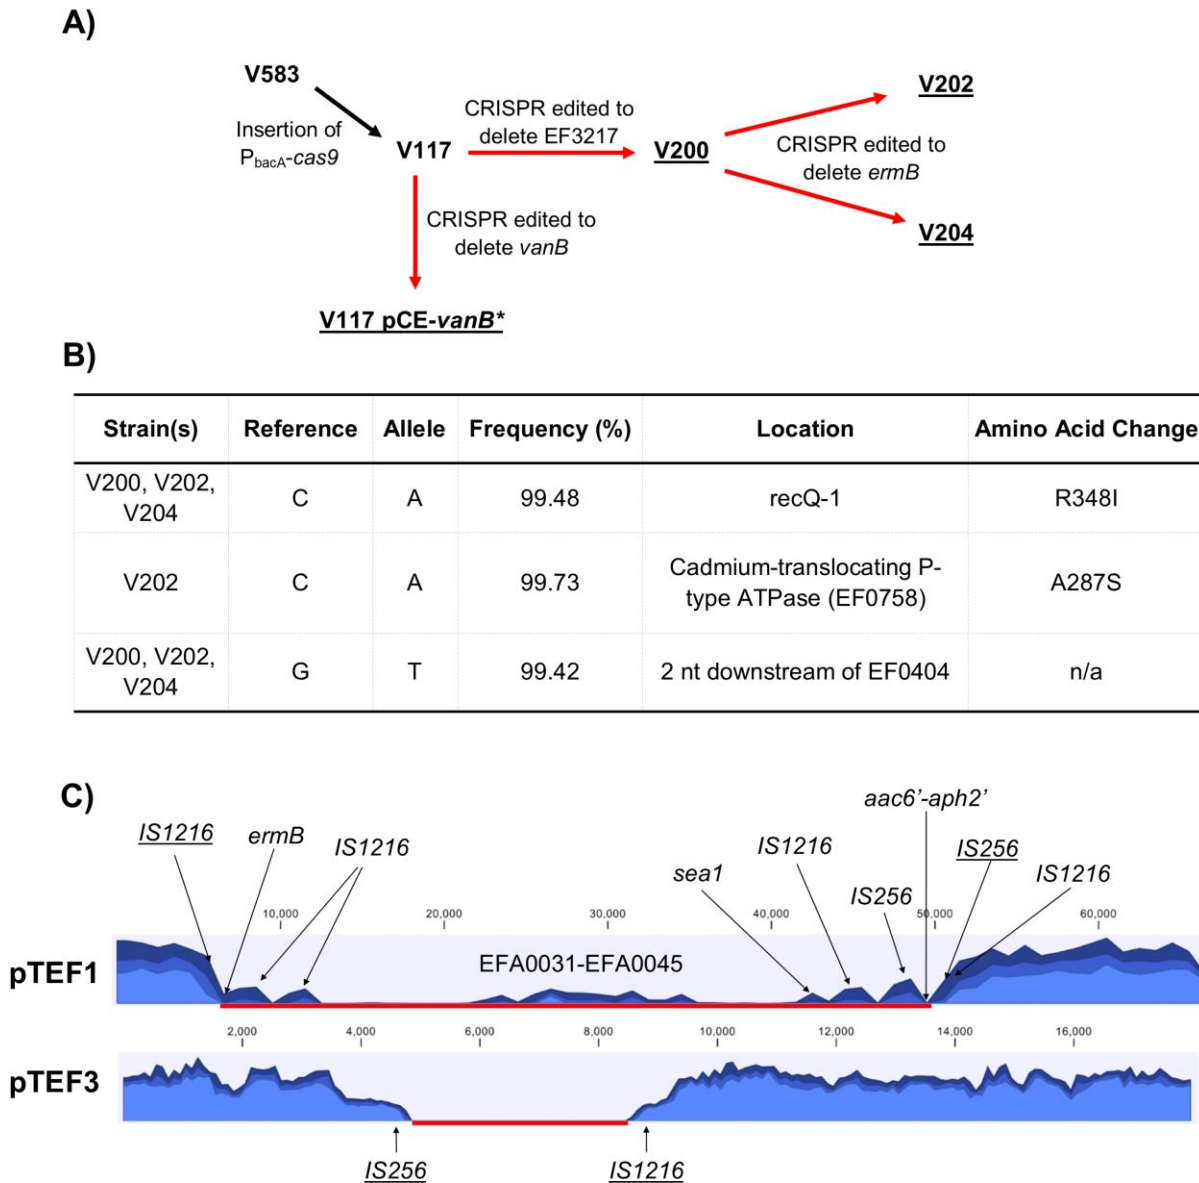 A)
V583
Insertion of
PbacA-cas9
V117
CRISPR edited to
delete EF3217
V200
V202
CRISPR edited to
delete ermB
V204
CRISPR edited to
delete vanB
V117 pCE-vanB*
B)
Strain(s) Reference Allele Frequency (%) Location Amino Acid Change
V200, V202,
V204 C A 99.48 recQ-1 R348I
V202 C A 99.73 Cadmium-translocating P-
type ATPase (EF0758) A287S
V200, V202,
V204 G T 99.42 2 nt downstream of EF0404 n/a
C)
IS1216 ermB IS1216 sea1 IS1216 IS256 aac6'-aph2' IS256 IS1216
10,000 20,000 30,000 40,000 50,000 60,000
pTEF1 EFA0031-EFA0045
2,000 4,000 6,000 8,000 10,000 12,000 14,000 16,000
pTEF3
IS256 IS1216